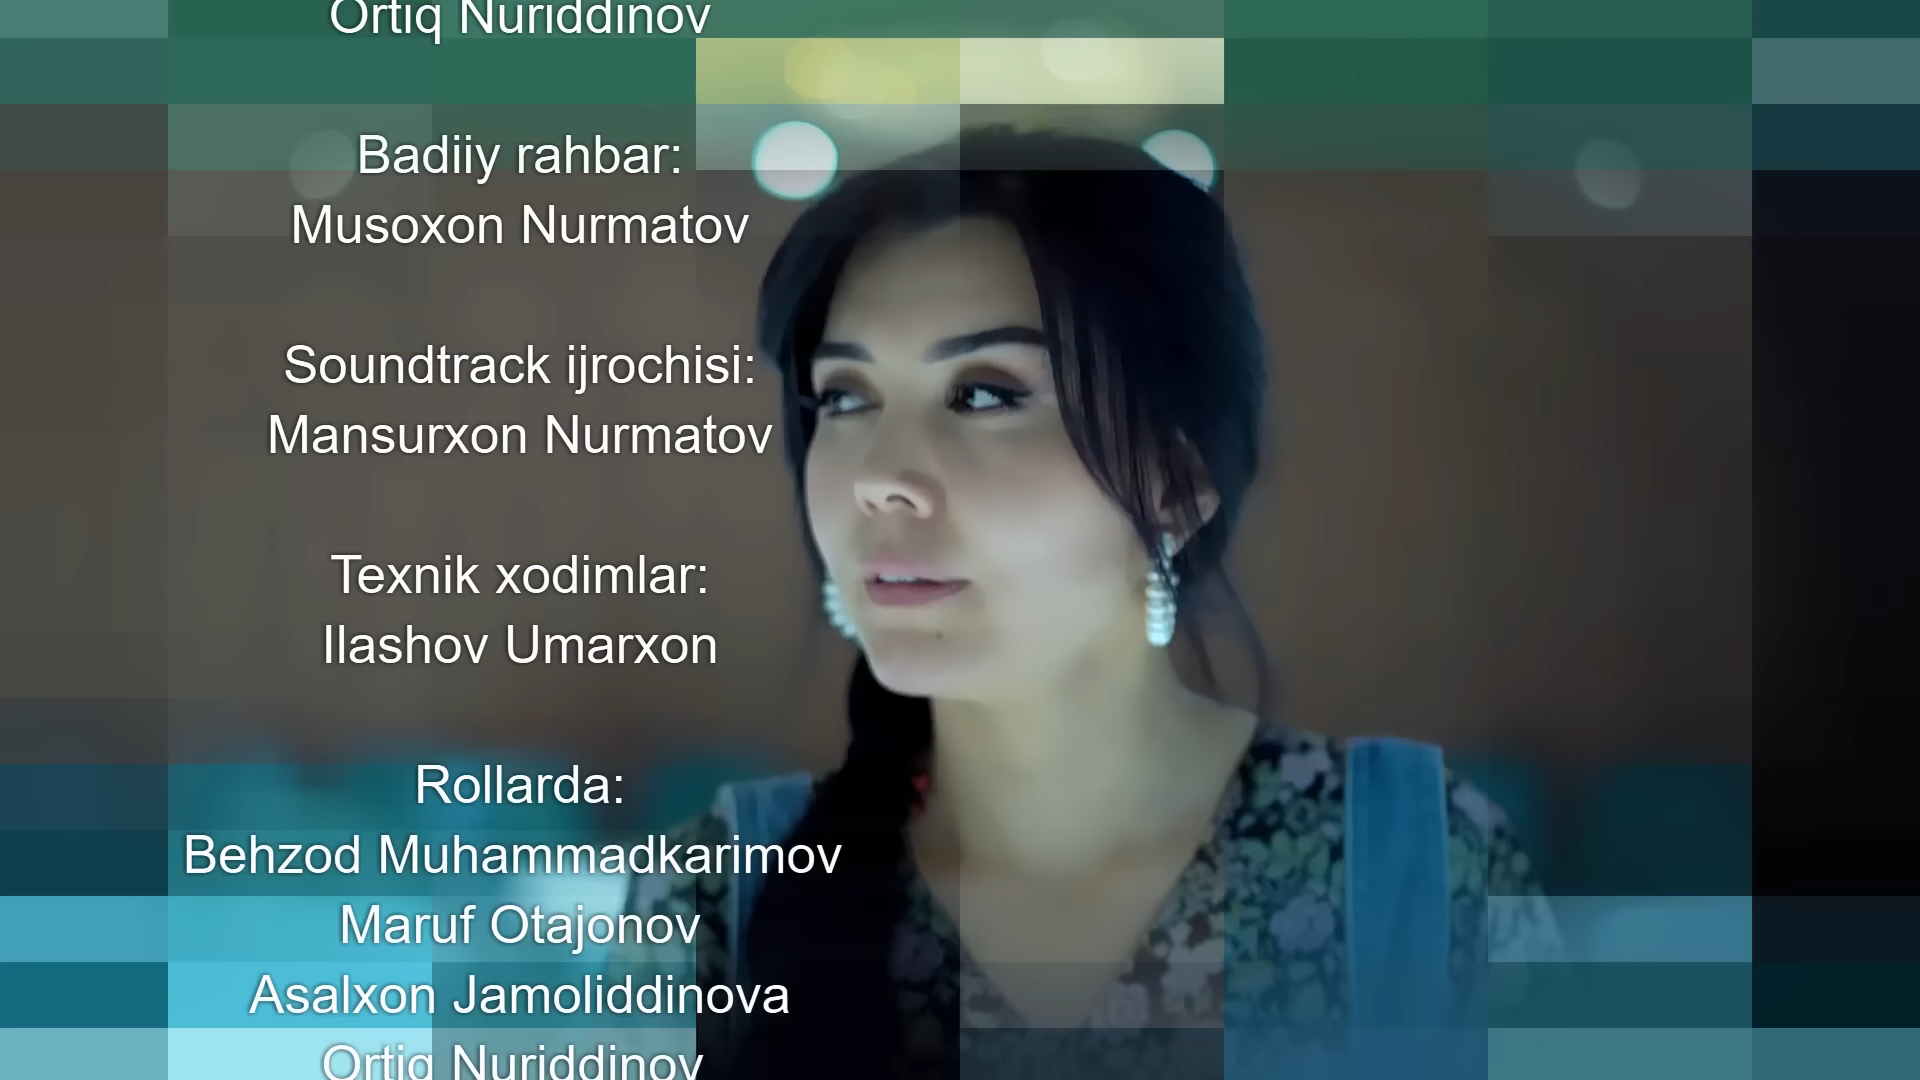 Ortiq Nuriddinov
Badiiy rahbar:
Musoxon Nurmatov
Soundtrack ijrochisi:
Mansurxon Nurmatov
Texnik xodimlar:
Ilashov Umarxon
Rollarda:
Behzod Muhammadkarimov
Maruf Otajonov
Asalxon Jamoliddinova
Ortiq Nuriddinov